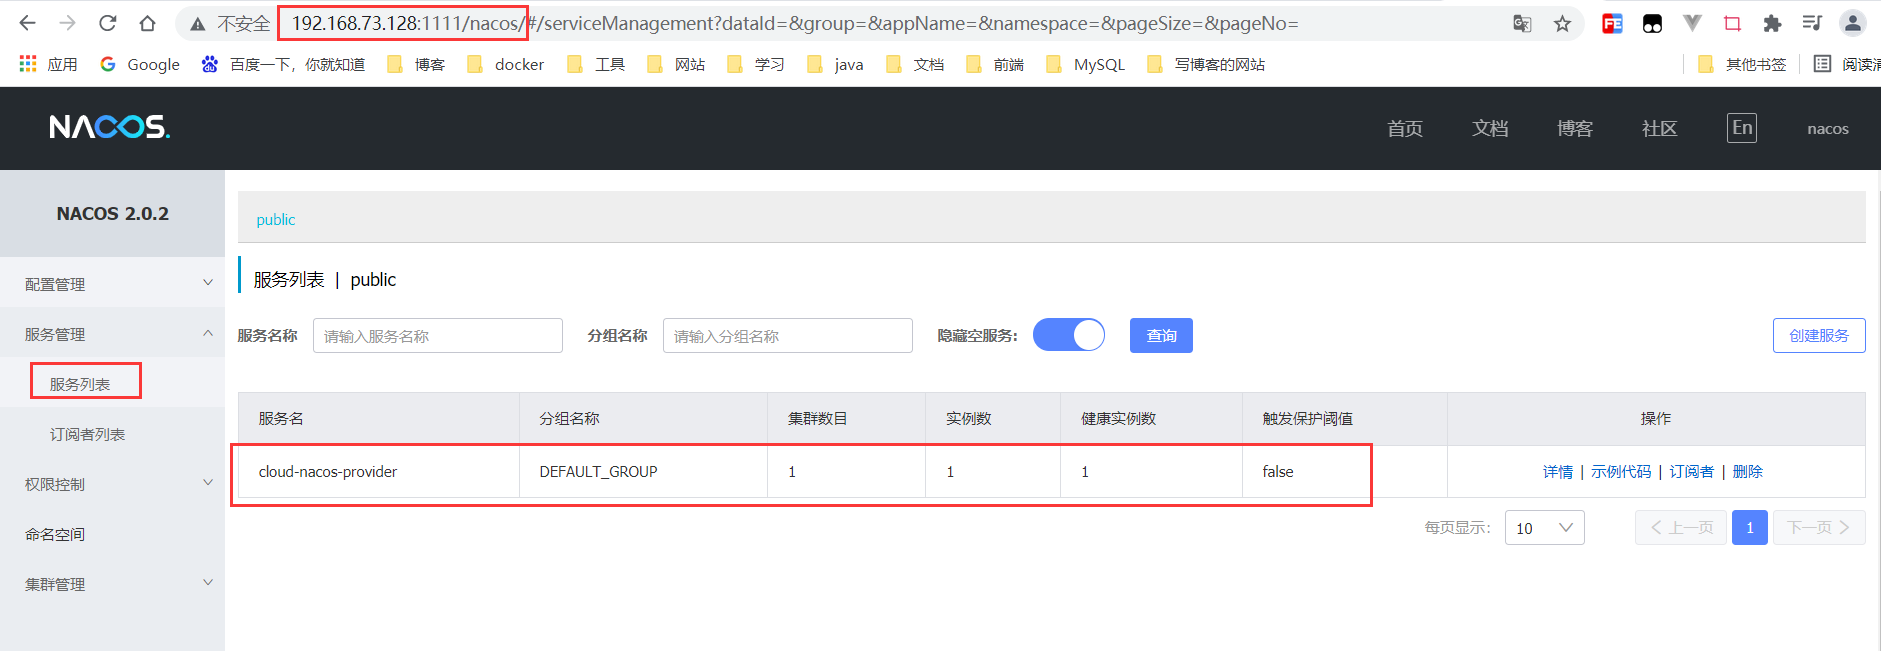 不安全 192.168.73.128:1111/nacos/#/serviceManagement?dataId=&group=&appName=&namespace=&pageSize=&pageNo=
应用 Google 百度一下，你就知道 博客 docker 工具 网站 学习 java 文档 前端 MySQL 写博客的网站 其他书签 阅读清
NACOS. 首页 文档 博客 社区 En nacos
NACOS 2.0.2
public
配置管理
服务列表 | public
服务管理
服务名称 请输入服务名称 分组名称 请输入分组名称 隐藏空服务: 查询 创建服务
服务列表
订阅者列表
权限控制
命名空间
集群管理
服务名 分组名称 集群数目 实例数 健康实例数 触发保护阈值 操作
cloud-nacos-provider DEFAULT_GROUP 1 1 1 false 详情 | 示例代码 | 订阅者 | 删除
每页显示: 10 上一页 1 下一页